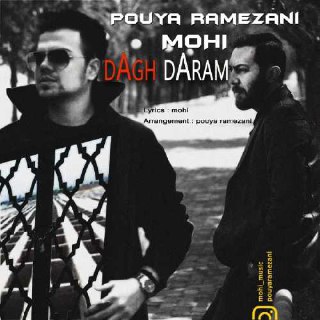 POUYA RAMEZANI
MOHI
DAGH DARAM
Lyrics : mohi
Arrangement : pouya ramezani
mohi_music
pouyaramezani